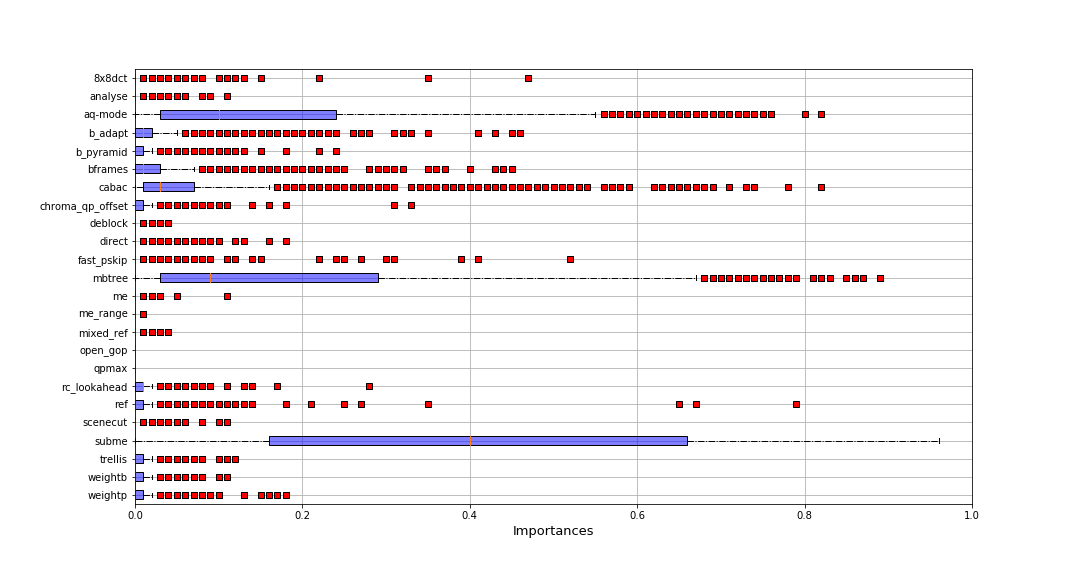 8x8dct
analyse
aq-mode
b_adapt
b_pyramid
bframes
cabac
chroma_qp_offset
deblock
direct
fast_pskip
mbtree
me
me_range
mixed_ref
open_gop
qpmax
rc_lookahead
ref
scenecut
subme
trellis
weightb
weightp
0.0 0.2 0.4 0.6 0.8 1.0
Importances